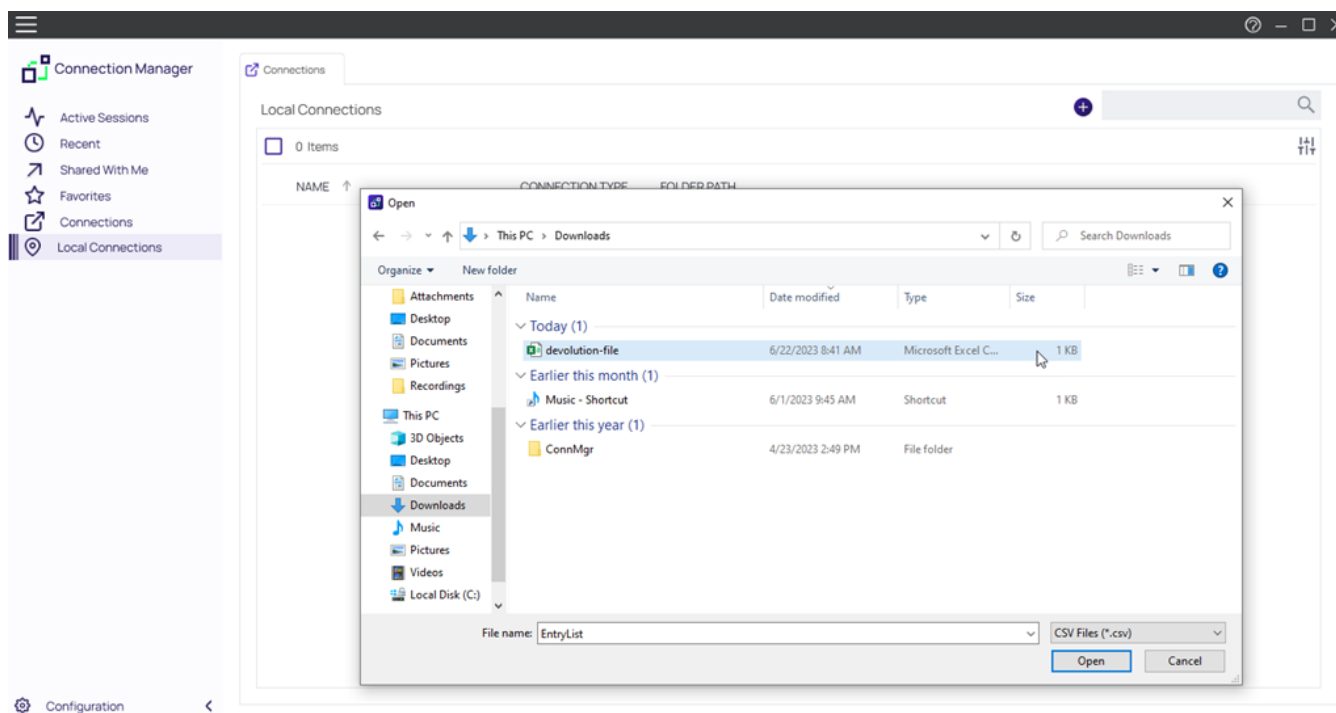 Connection Manager
Active Sessions
Recent
Shared With Me
Favorites
Connections
Local Connections
Configuration
Connections
Local Connections
0 Items
NAME
CONNECTION TYPE FOLDER PATH
Open
This PC > Downloads
Search Downloads
Organize New folder
Attachments
Desktop
Documents
Pictures
Recordings
This PC
3D Objects
Desktop
Documents
Downloads
Music
Pictures
Videos
Local Disk (C:)
Name Date modified Type Size
Today (1)
devolution-file 6/22/2023 8:41 AM Microsoft Excel C... 1 KB
Earlier this month (1)
Music - Shortcut 6/1/2023 9:45 AM Shortcut 1 KB
Earlier this year (1)
ConnMgr 4/23/2023 2:49 PM File folder
File name: EntryList CSV Files (*.csv)
Open Cancel